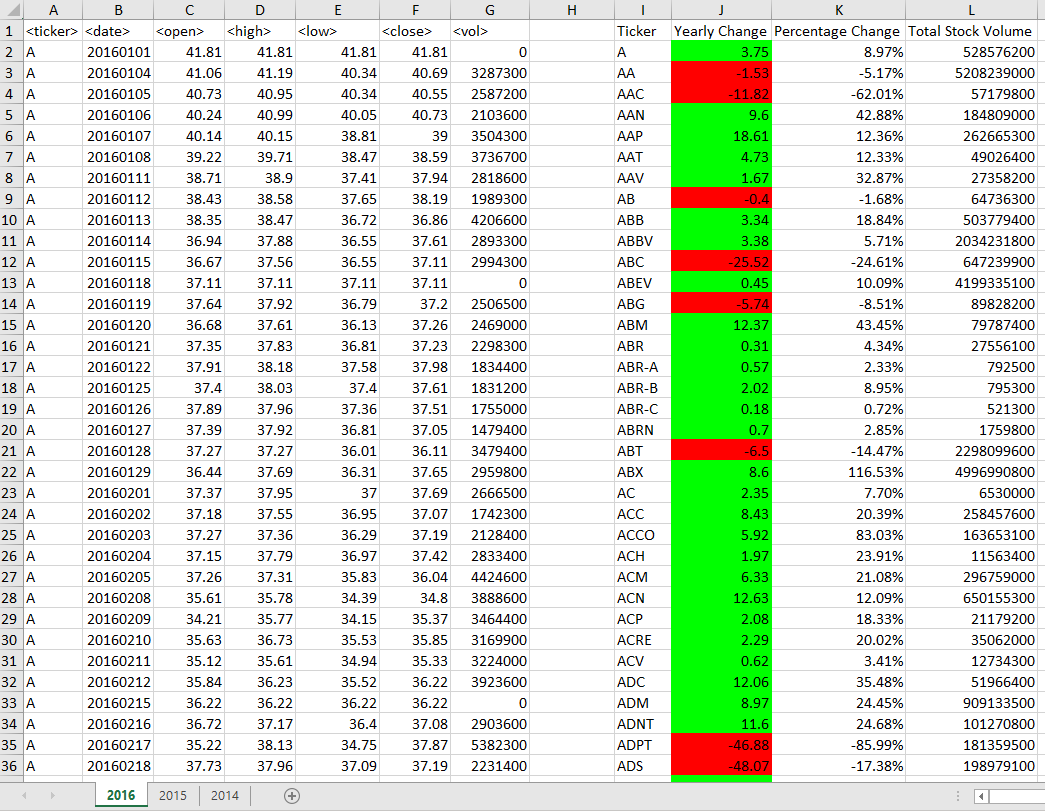 A B C D E F G H I J K L
1 <ticker> <date> <open> <high> <low> <close> <vol> Ticker Yearly Change Percentage Change Total Stock Volume
2 A 20160101 41.81 41.81 41.81 41.81 0 A 3.75 8.97% 528576200
3 A 20160104 41.06 41.19 40.34 40.69 3287300 AA -1.53 -5.17% 5208239000
4 A 20160105 40.73 40.95 40.34 40.55 2587200 AAC -11.82 -62.01% 57179800
5 A 20160106 40.24 40.99 40.05 40.73 2103600 AAN 9.6 42.88% 184809000
6 A 20160107 40.14 40.15 38.81 39 3504300 AAP 18.61 12.36% 262665300
7 A 20160108 39.22 39.71 38.47 38.59 3736700 AAT 4.73 12.33% 49026400
8 A 20160111 38.71 38.9 37.41 37.94 2818600 AAV 1.67 32.87% 27358200
9 A 20160112 38.43 38.58 37.65 38.19 1989300 AB -0.4 -1.68% 64736300
10 A 20160113 38.35 38.47 36.72 36.86 4206600 ABB 3.34 18.84% 503779400
11 A 20160114 36.94 37.88 36.55 37.61 2893300 ABBV 3.38 5.71% 2034231800
12 A 20160115 36.67 37.56 36.55 37.11 2994300 ABC -25.52 -24.61% 647239900
13 A 20160118 37.11 37.11 37.11 37.11 0 ABEV 0.45 10.09% 4199335100
14 A 20160119 37.64 37.92 36.79 37.2 2506500 ABG -5.74 -8.51% 89828200
15 A 20160120 36.68 37.61 36.13 37.26 2469000 ABM 12.37 43.45% 79787400
16 A 20160121 37.35 37.83 36.81 37.23 2298300 ABR 0.31 4.34% 27556100
17 A 20160122 37.91 38.18 37.58 37.98 1834400 ABR-A 0.57 2.33% 792500
18 A 20160125 37.4 38.03 37.4 37.61 1831200 ABR-B 2.02 8.95% 795300
19 A 20160126 37.89 37.96 37.36 37.51 1755000 ABR-C 0.18 0.72% 521300
20 A 20160127 37.39 37.92 36.81 37.05 1479400 ABRN 0.7 2.85% 1759800
21 A 20160128 37.27 37.27 36.01 36.11 3479400 ABT -6.5 -14.47% 2298099600
22 A 20160129 36.44 37.69 36.31 37.65 2959800 ABX 8.6 116.53% 4996990800
23 A 20160201 37.37 37.95 37 37.69 2666500 AC 2.35 7.70% 6530000
24 A 20160202 37.18 37.55 36.95 37.07 1742300 ACC 8.43 20.39% 258457600
25 A 20160203 37.27 37.36 36.29 37.19 2128400 ACCO 5.92 83.03% 163653100
26 A 20160204 37.15 37.79 36.97 37.42 2833400 ACH 1.97 23.91% 11563400
27 A 20160205 37.26 37.31 35.83 36.04 4424600 ACM 6.33 21.08% 296759000
28 A 20160208 35.61 35.78 34.39 34.8 3888600 ACN 12.63 12.09% 650155300
29 A 20160209 34.21 35.77 34.15 35.37 3464400 ACP 2.08 18.33% 21179200
30 A 20160210 35.63 36.73 35.53 35.85 3169900 ACRE 2.29 20.02% 35062000
31 A 20160211 35.12 35.61 34.94 35.33 3224000 ACV 0.62 3.41% 12734300
32 A 20160212 35.84 36.23 35.52 36.22 3923600 ADC 12.06 35.48% 51966400
33 A 20160215 36.22 36.22 36.22 36.22 0 ADM 8.97 24.45% 909133500
34 A 20160216 36.72 37.17 36.4 37.08 2903600 ADNT 11.6 24.68% 101270800
35 A 20160217 35.22 38.13 34.75 37.87 5382300 ADPT -46.88 -85.99% 181359500
36 A 20160218 37.73 37.96 37.09 37.19 2231400 ADS -48.07 -17.38% 198979100
2016 2015 2014